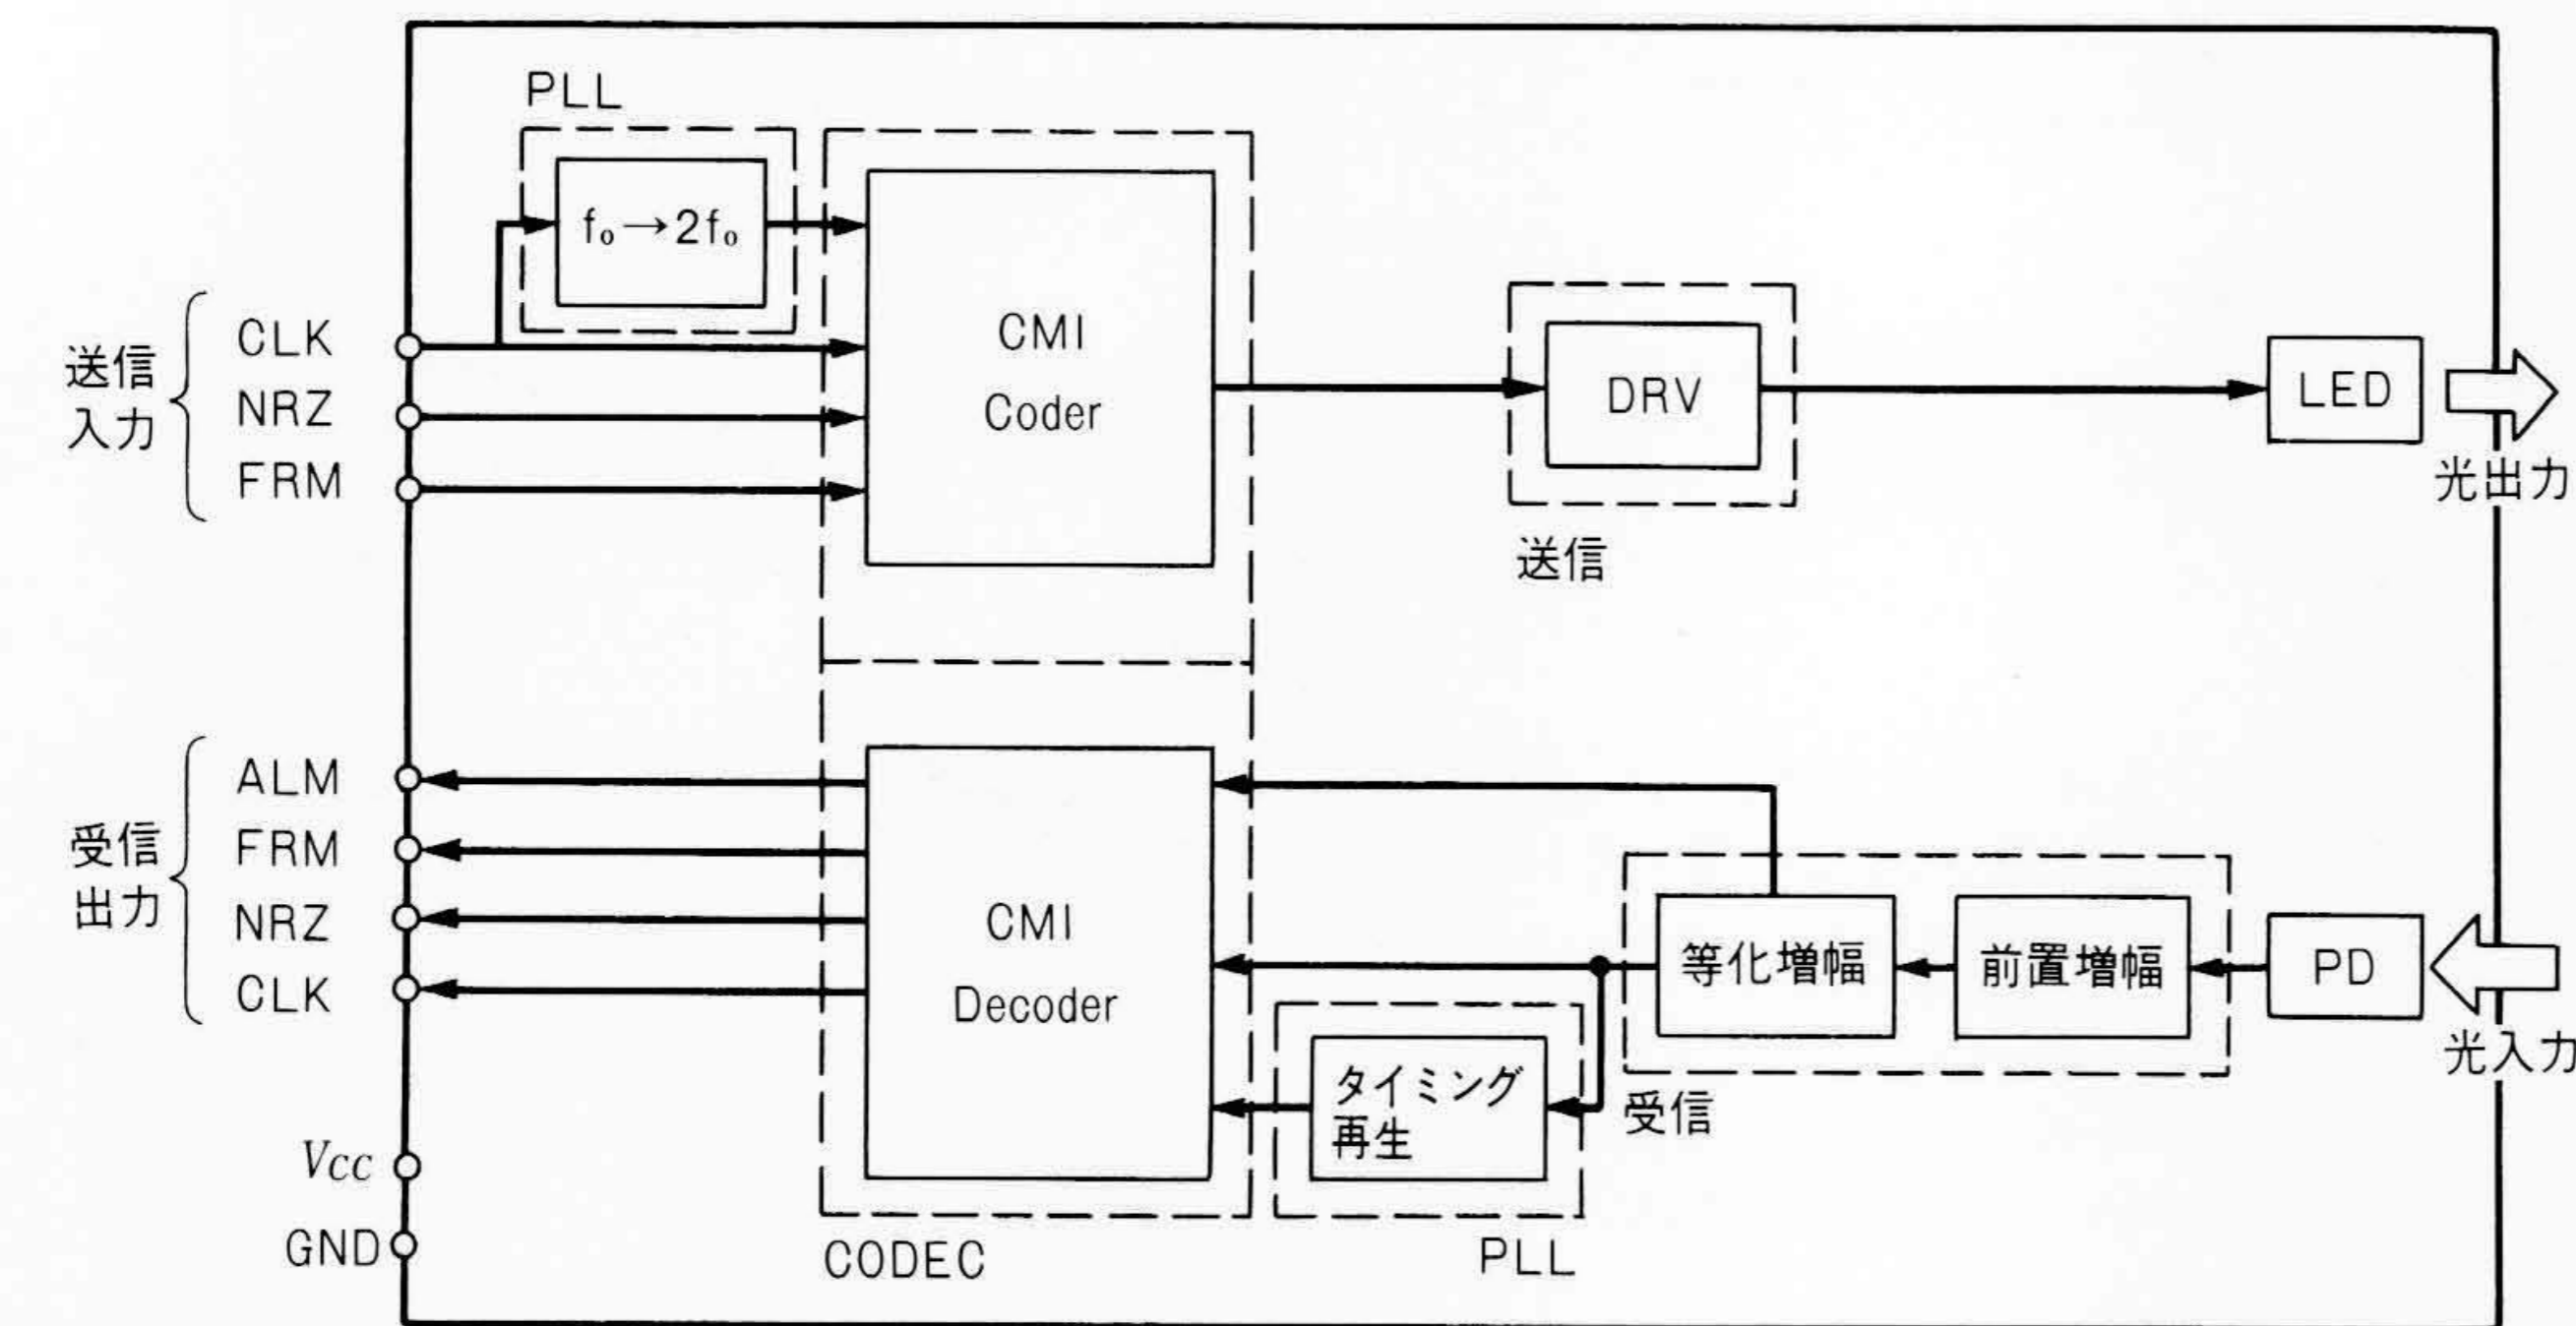 PLL
f₀→2f₀
送信
入力
CLK
NRZ
FRM
CMI
Coder
DRV
送信
LED
光出力
受信
出力
ALM
FRM
NRZ
CLK
CMI
Decoder
等化増幅
前置増幅
PD
光入力
タイミング
再生
受信
Vcc
GND
CODEC
PLL